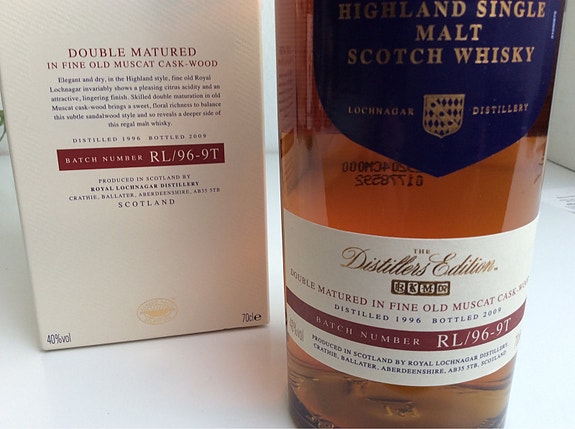 DOUBLE MATURED
IN FINE OLD MUSCAT CASK-WOOD
Elegant and dry, in the Highland style, fine old Royal
Lochnagar invariably shows a pleasing citrus acidity and an
attractive, lingering finish. Skilled double maturation in old
Muscat cask-wood brings a sweet, floral richness to balance
this subtle sandalwood style and so reveals a deeper side of
this regal malt whisky.
DISTILLED 1996 BOTTLED 2009
BATCH NUMBER RL/96-9T
PRODUCED IN SCOTLAND BY
ROYAL LOCHNAGAR DISTILLERY
CRATHIE, BALLATER, ABERDEENSHIRE, AB35 5TB
SCOTLAND
40%vol
70cl e
HIGHLAND SINGLE
MALT
SCOTCH WHISKY
LOCHNAGAR DISTILLERY
THE
Distillers Edition
DOUBLE MATURED IN FINE OLD MUSCAT CASK-WOO
DISTILLED 1996 BOTTLED 2009
BATCH NUMBER RL/96-9T
PRODUCED IN SCOTLAND BY ROYAL LOCHNAGAR DISTILLERY
CRATHIE, BALLATER, ABERDEENSHIRE, AB35 5TB, SCOTLAND